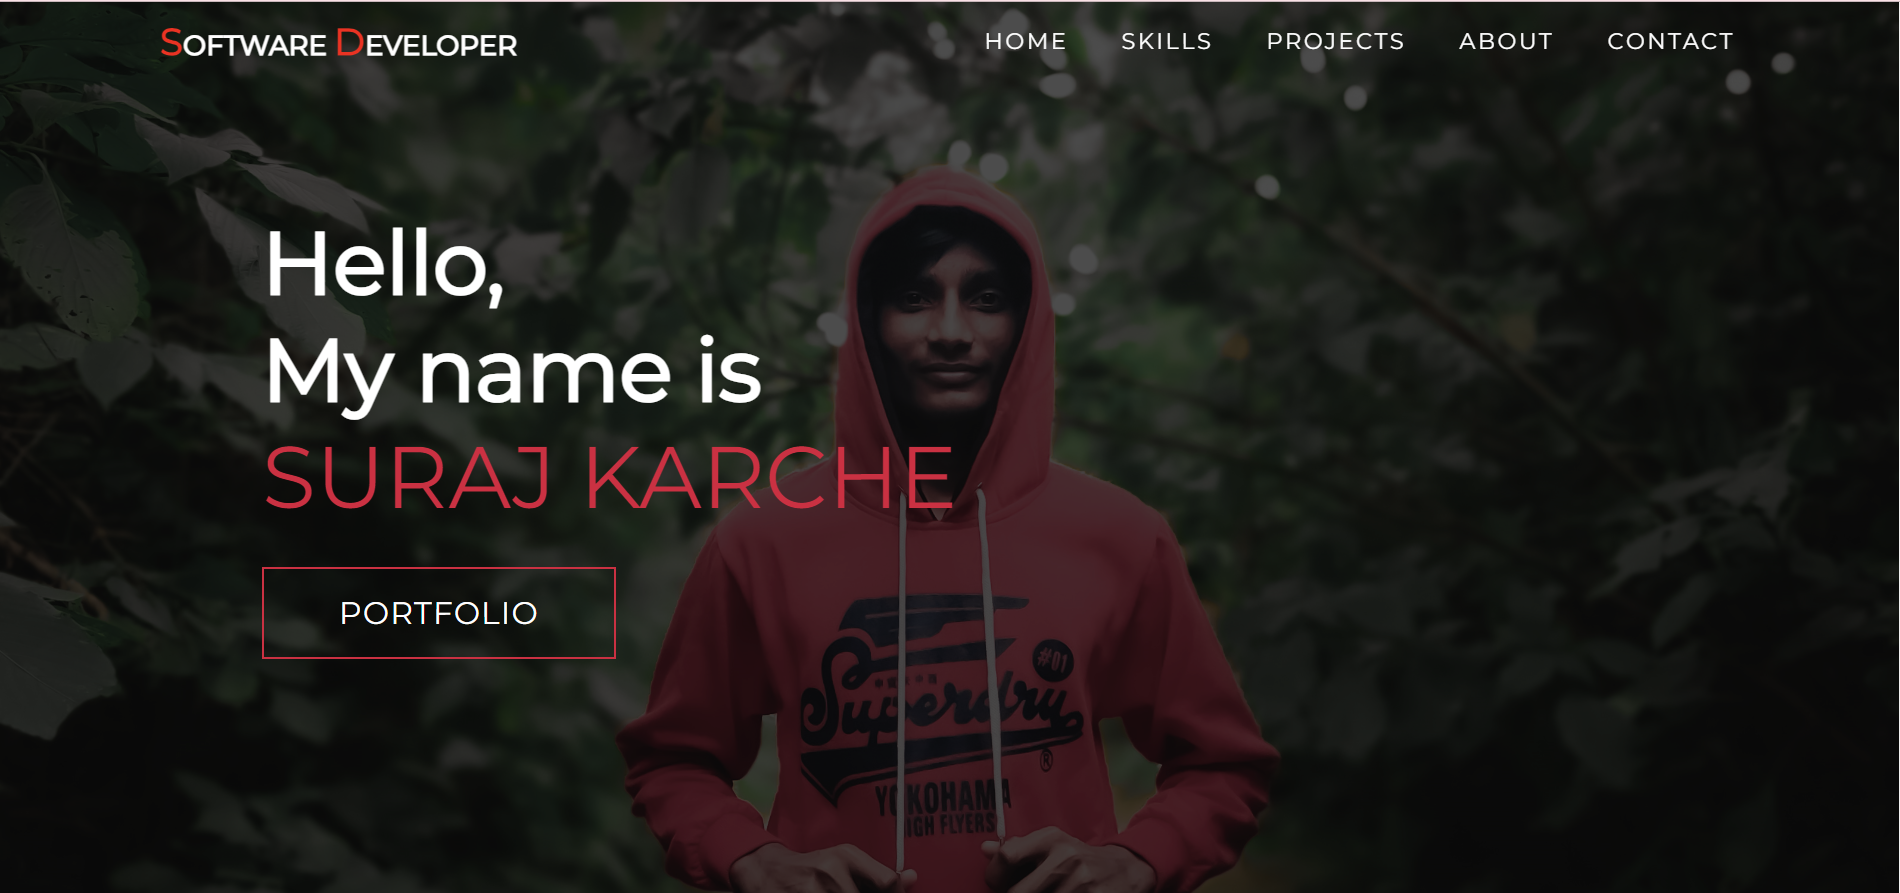 SOFTWARE DEVELOPER
HOME SKILLS PROJECTS ABOUT CONTACT
Hello,
My name is
SURAJ KARCHE
PORTFOLIO
#01
Superdry
®
YOKOHAMA
HIGH FLYERS